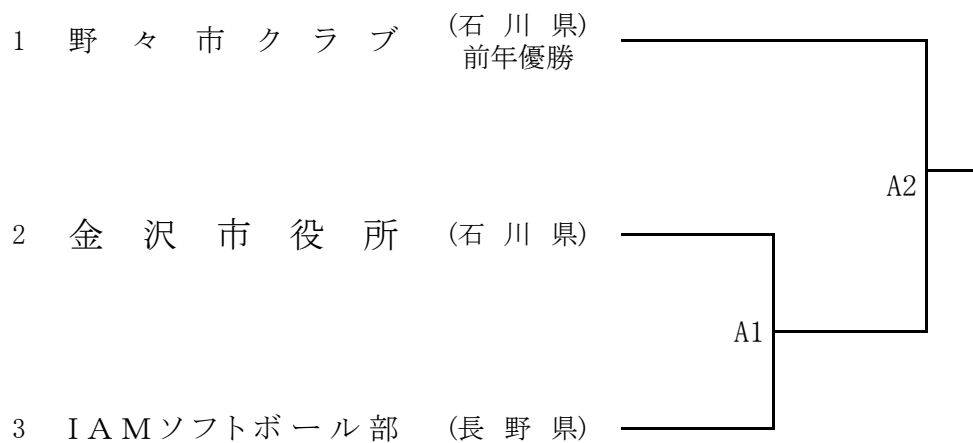 1 野々市クラブ (石川県)
前年優勝
A2
2 金沢市役所 (石川県)
A1
3 IAMソフトボール部 (長野県)